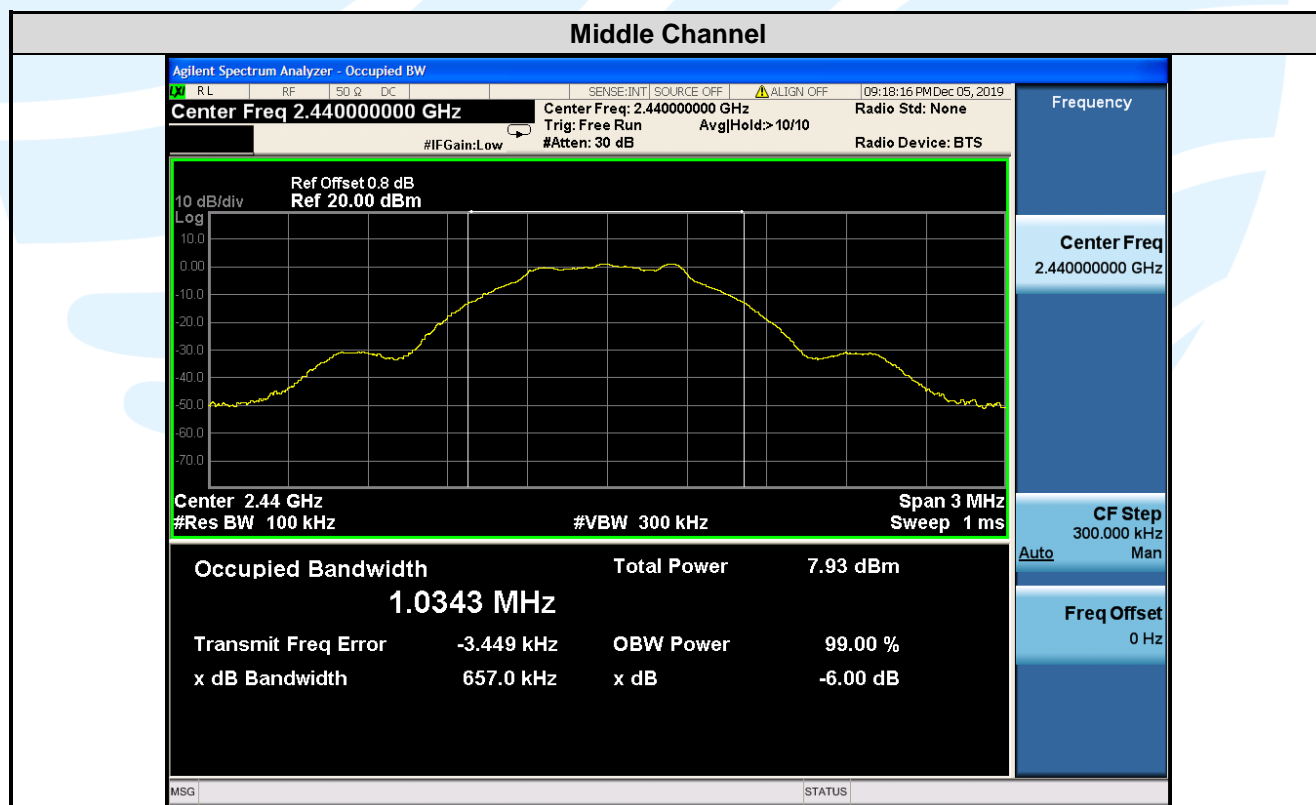 Middle Channel
Agilent Spectrum Analyzer - Occupied BW
LXI RL RF 50 Ω DC SENSE:INT SOURCE OFF ALIGN OFF 09:18:16 PM Dec 05, 2019
Center Freq 2.440000000 GHz
Center Freq: 2.440000000 GHz Radio Std: None
Trig: Free Run Avg|Hold:> 10/10
#IFGain:Low #Atten: 30 dB Radio Device: BTS
Ref Offset 0.8 dB
10 dB/div Ref 20.00 dBm
Log
10.0
0.00
-10.0
-20.0
-30.0
-40.0
-50.0
-60.0
-70.0
Center 2.44 GHz Span 3 MHz
#Res BW 100 kHz #VBW 300 kHz Sweep 1 ms
Occupied Bandwidth Total Power 7.93 dBm
1.0343 MHz
Transmit Freq Error -3.449 kHz OBW Power 99.00 %
x dB Bandwidth 657.0 kHz x dB -6.00 dB
MSG STATUS
Frequency
Center Freq
2.440000000 GHz
CF Step
300.000 kHz
Auto Man
Freq Offset
0 Hz